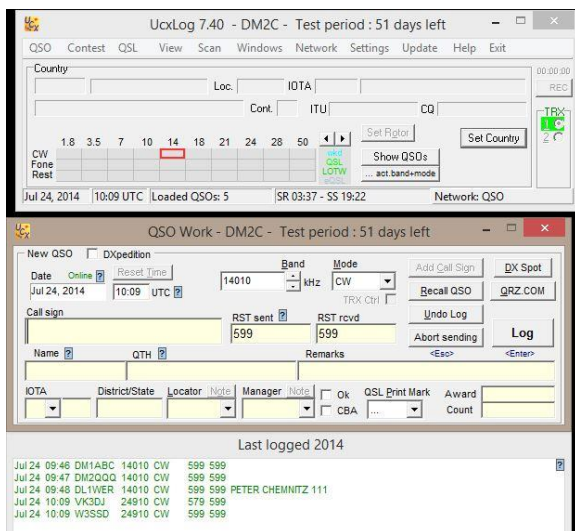 UcxLog 7.40 - DM2C - Test period : 51 days left
QSO Contest QSL View Scan Windows Network Settings Update Help Exit
Country
00:00:00
Loc. IOTA
REC
Cont. ITU CQ
TRX
1
2
1.8 3.5 7 10 14 18 21 24 28 50
Set Rotor
Set Country
CW
Fone
Rest
wkd
QSL
LOTW
eQSL
Show QSOs
... act.band+mode
Jul 24, 2014 10:09 UTC Loaded QSOs: 5 SR 03:37 - SS 19:22 Network: QSO
QSO Work - DM2C - Test period : 51 days left
New QSO DXpedition
Date Online ? Reset Time Band Mode Add Call Sign DX Spot
Jul 24, 2014 10:09 UTC ? 14010 kHz CW Recall QSO QRZ.COM
TRX Ctrl
Call sign RST sent ? RST rcvd Undo Log
599 599 Abort sending Log
<Esc> <Enter>
Name ? QTH ? Remarks
IOTA District/State Locator Note Manager Note Ok QSL Print Mark Award
CBA ... Count
Last logged 2014
?
Jul 24 09:46 DM1ABC 14010 CW 599 599
Jul 24 09:47 DM2QQQ 14010 CW 599 599
Jul 24 09:48 DL1WER 14010 CW 599 599 PETER CHEMNITZ 111
Jul 24 10:09 VK3DJ 24910 CW 579 599
Jul 24 10:09 W3SSD 24910 CW 599 599